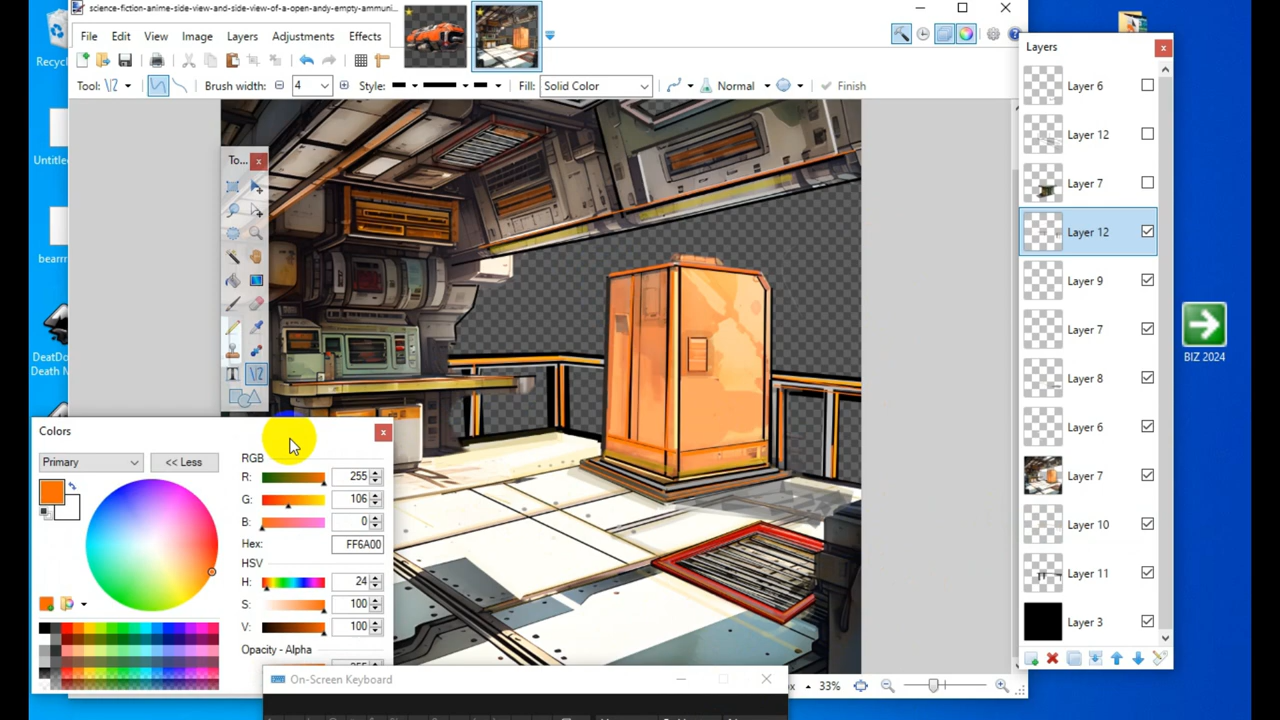 science-fiction-anime-side-view-and-side-view-of-a-open-andy-empty-ammuni...
File Edit View Image Layers Adjustments Effects
Tool: Brush width: 4 Style: Fill: Solid Color Normal Finish
Recycl
Untitle
bearrr
DeatDo
Death N
To...
Colors
Primary
<< Less
RGB
R: 255
G: 106
B: 0
Hex: FF6A00
HSV
H: 24
S: 100
V: 100
Opacity - Alpha
255
On-Screen Keyboard
x
33%
Layers
Layer 6
Layer 12
Layer 7
Layer 12
Layer 9
Layer 7
Layer 8
Layer 6
Layer 7
Layer 10
Layer 11
Layer 3
BIZ 2024